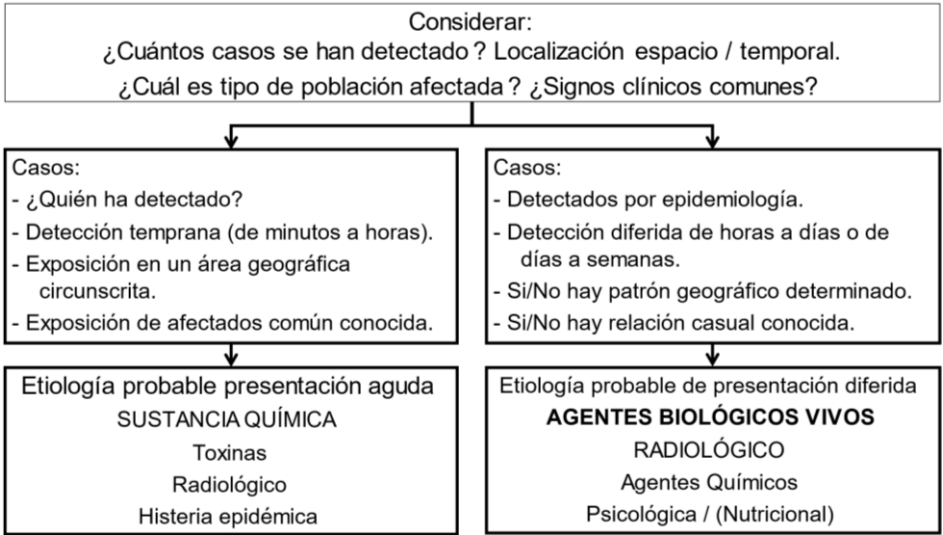 Considerar:
¿Cuántos casos se han detectado ? Localización espacio / temporal.
¿Cuál es tipo de población afectada ? ¿Signos clínicos comunes?
Casos:
- ¿Quién ha detectado?
- Detección temprana (de minutos a horas).
- Exposición en un área geográfica
circunscrita.
- Exposición de afectados común conocida.
Casos:
- Detectados por epidemiología.
- Detección diferida de horas a días o de
días a semanas.
- Si/No hay patrón geográfico determinado.
- Si/No hay relación casual conocida.
Etiología probable presentación aguda
SUSTANCIA QUÍMICA
Toxinas
Radiológico
Histeria epidémica
Etiología probable de presentación diferida
AGENTES BIOLÓGICOS VIVOS
RADIOLÓGICO
Agentes Químicos
Psicológica / (Nutricional)